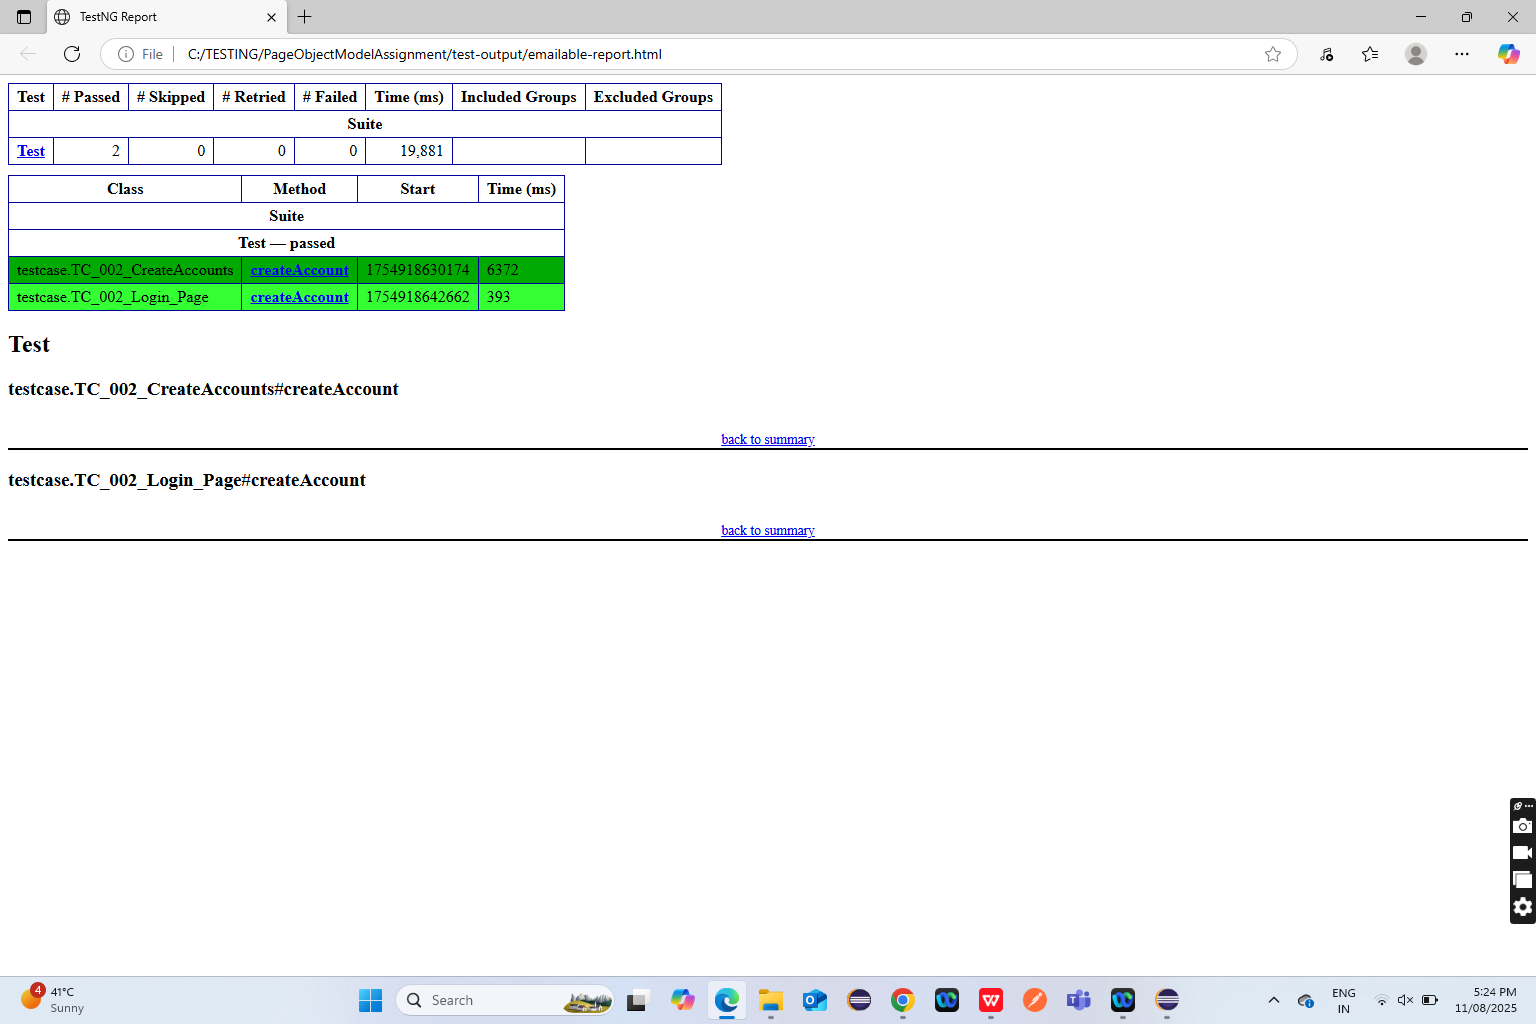 TestNG Report
File C:/TESTING/PageObjectModelAssignment/test-output/emailable-report.html
Test # Passed # Skipped # Retried # Failed Time (ms) Included Groups Excluded Groups
Suite
Test 2 0 0 0 19,881
Class Method Start Time (ms)
Suite
Test — passed
testcase.TC_002_CreateAccounts createAccount 1754918630174 6372
testcase.TC_002_Login_Page createAccount 1754918642662 393
Test
testcase.TC_002_CreateAccounts#createAccount
back to summary
testcase.TC_002_Login_Page#createAccount
back to summary
4 41°C
Sunny
Search
ENG
IN
5:24 PM
11/08/2025